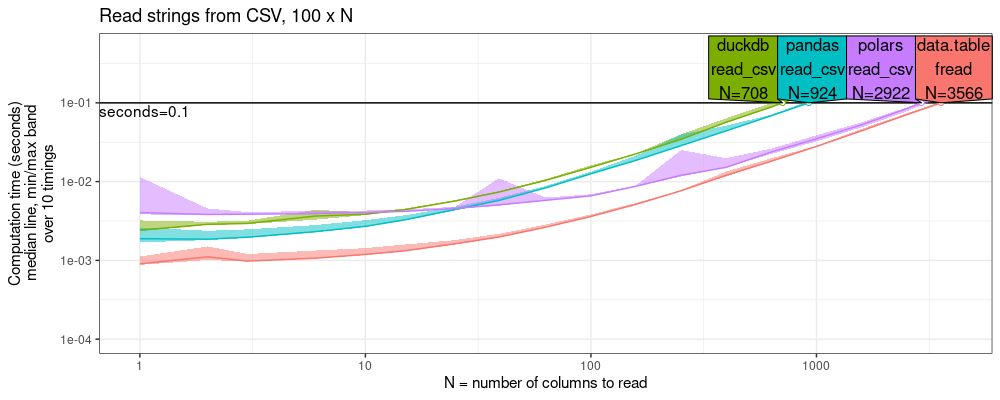 Read strings from CSV, 100 x N
duckdb
read_csv
N=708
pandas
read_csv
N=924
polars
read_csv
N=2922
data.table
fread
N=3566
seconds=0.1
Computation time (seconds)
median line, min/max band
over 10 timings
1e-01
1e-02
1e-03
1e-04
1
10
100
1000
N = number of columns to read